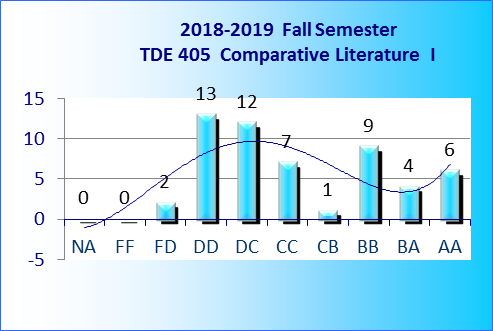 2018-2019 Fall Semester
TDE 405 Comparative Literature I
15
10
5
0
-5
0 0 2 13 12 7 1 9 4 6
NA FF FD DD DC CC CB BB BA AA